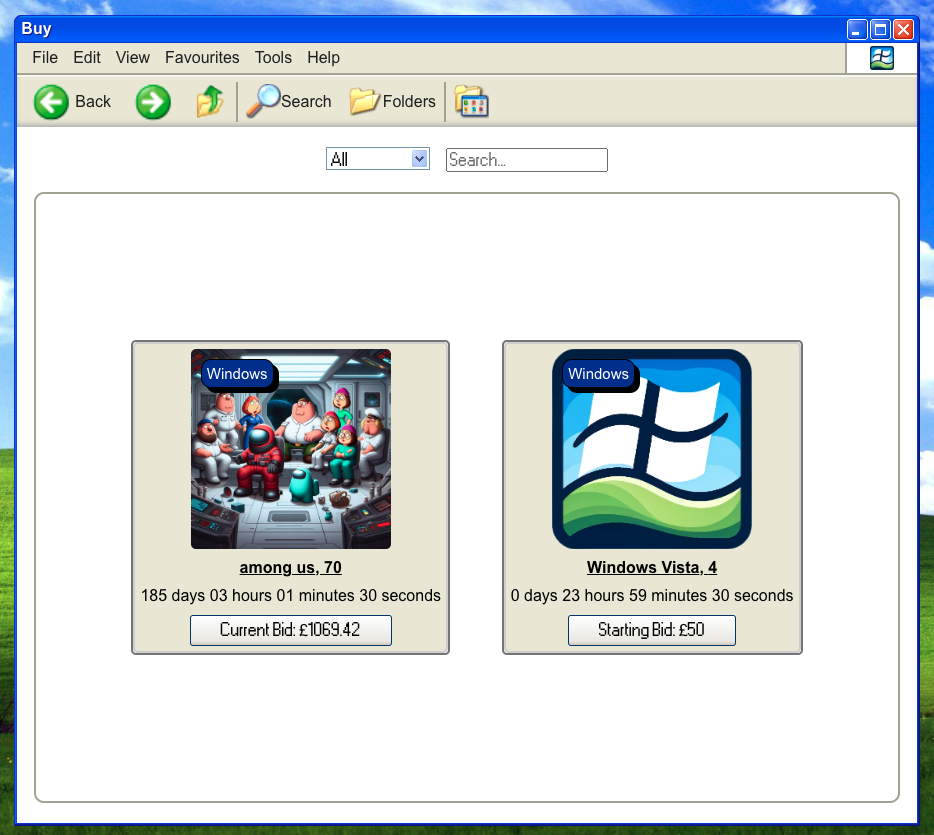 Buy
File Edit View Favourites Tools Help
Back Search Folders
All Search...
Windows
among us, 70
185 days 03 hours 01 minutes 30 seconds
Current Bid: £1069.42
Windows
Windows Vista, 4
0 days 23 hours 59 minutes 30 seconds
Starting Bid: £50